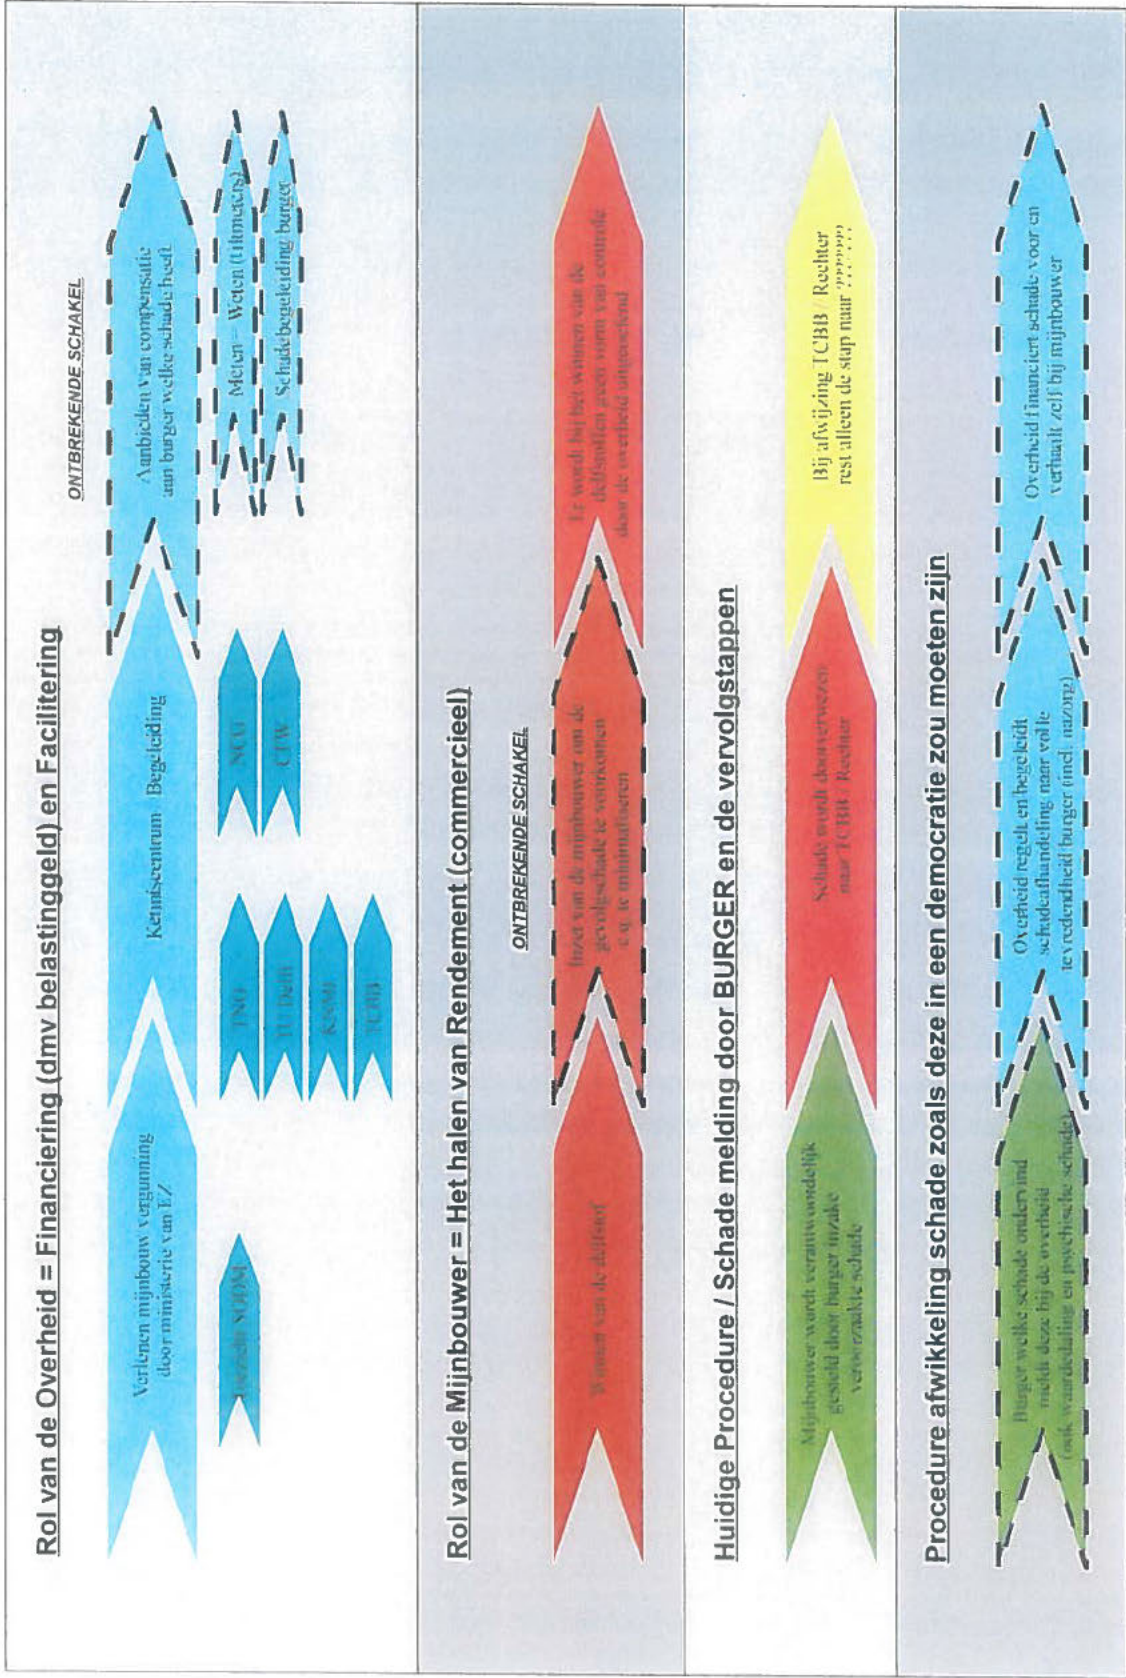 Rol van de Overheid = Financiering (dmv belastinggeld) en Facilitering
ONTBREKENDE SCHAKEL
Verlenen mijnbouw vergunning
door ministerie van EZ
Kenniscentrum Begeleiding
Aanbieden van compensatie
aan burger welke schade heeft
Toezicht SODM
TNO
TU Delft
KNMI
TCBB
NCG
CVW
Meten = Weten (Tiltmeters)
Schadebegeleiding burger
Rol van de Mijnbouwer = Het halen van Rendement (commercieel)
ONTBREKENDE SCHAKEL
Winnen van de delfstof
Inzet van de mijnbouwer om de
gevolgschade te voorkomen
c.q. te minimaliseren
Er wordt bij het winnen van de
delfstoffen geen vorm van controle
door de overheid uitgeoefend
Huidige Procedure / Schade melding door BURGER en de vervolgstappen
Mijnbouwer wordt verantwoordelijk
gesteld door burger inzake
veroorzaakte schade
Schade wordt doorverwezen
naar TCBB / Rechter
Bij afwijzing TCBB / Rechter
rest alleen de stap naar ???????
Procedure afwikkeling schade zoals deze in een democratie zou moeten zijn
Burger welke schade ondervind
meldt deze bij de overheid
(ook waardedaling en psychische schade)
Overheid regelt en begeleidt
schadeafhandeling naar volle
tevredendheid burger (incl. nazorg)
Overheid financiert schade voor en
verhaalt zelf bij mijnbouwer